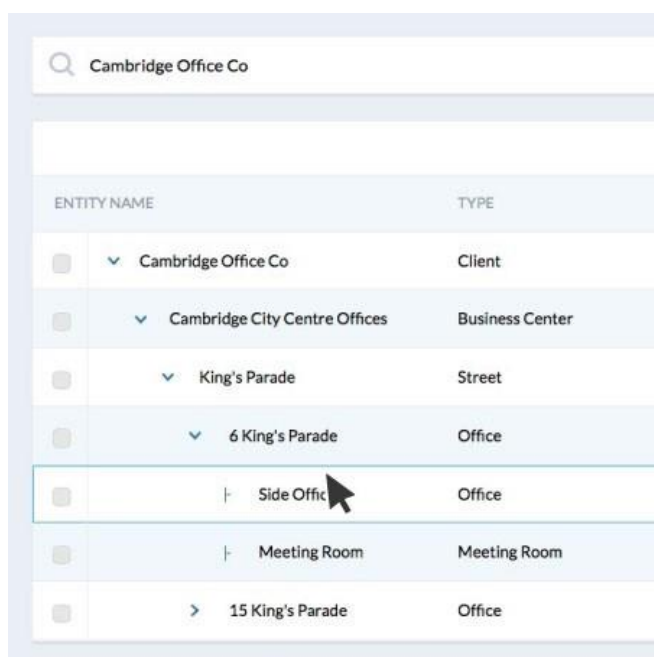 Cambridge Office Co
ENTITY NAME TYPE
Cambridge Office Co Client
Cambridge City Centre Offices Business Center
King's Parade Street
6 King's Parade Office
Side Offic Office
Meeting Room Meeting Room
15 King's Parade Office